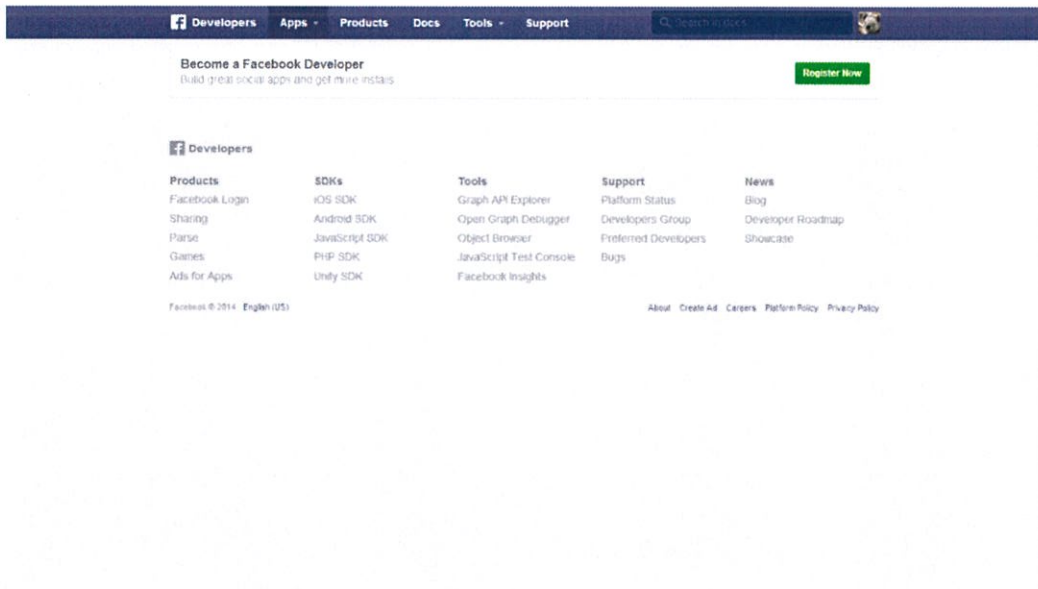 Developers Apps Products Docs Tools Support Search in docs
Become a Facebook Developer
Build great social apps and get more installs
Register Now
Developers
Products SDKs Tools Support News
Facebook Login iOS SDK Graph API Explorer Platform Status Blog
Sharing Android SDK Open Graph Debugger Developers Group Developer Roadmap
Parse JavaScript SDK Object Browser Preferred Developers Showcase
Games PHP SDK JavaScript Test Console Bugs
Ads for Apps Unity SDK Facebook Insights
Facebook © 2014 English (US) About Create Ad Careers Platform Policy Privacy Policy